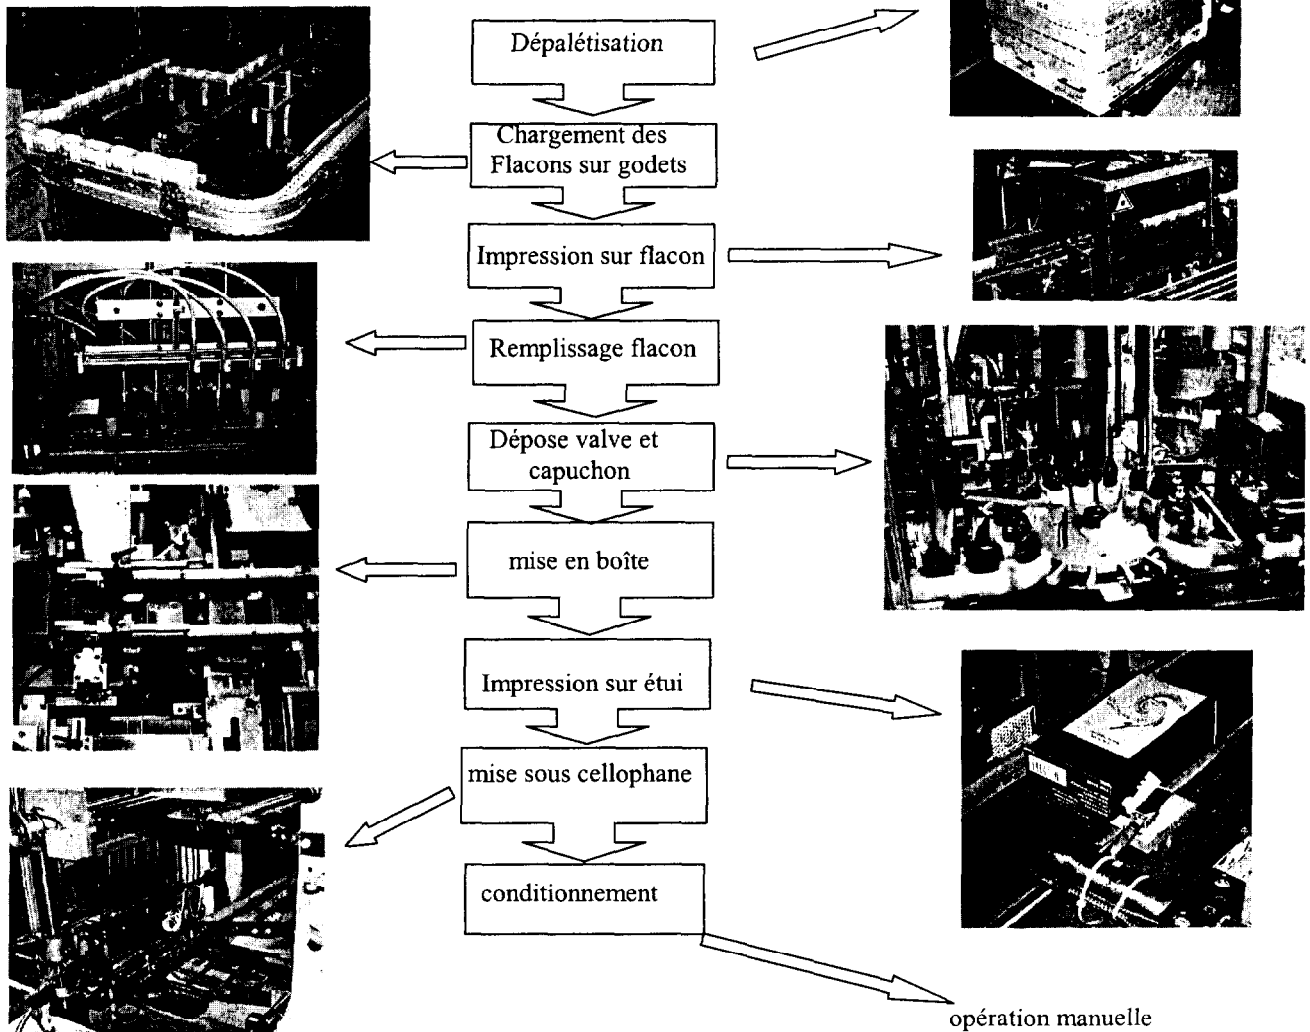 Dépalétisation
Chargement des
Flacons sur godets
Impression sur flacon
Remplissage flacon
Dépose valve et
capuchon
mise en boîte
Impression sur étui
mise sous cellophane
conditionnement
opération manuelle